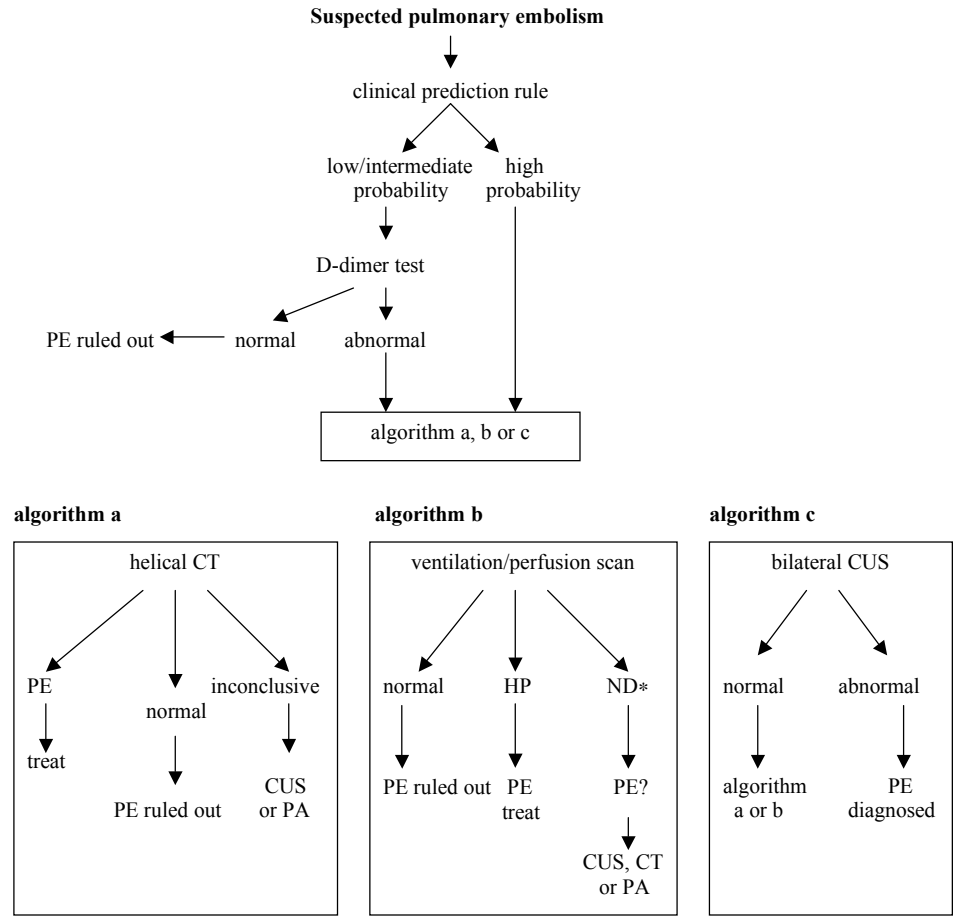 Suspected pulmonary embolism
clinical prediction rule
low/intermediate
probability
high
probability
D-dimer test
PE ruled out
normal
abnormal
algorithm a, b or c
algorithm a
helical CT
PE
treat
normal
PE ruled out
inconclusive
CUS
or PA
algorithm b
ventilation/perfusion scan
normal
PE ruled out
HP
PE
treat
ND*
PE?
CUS, CT
or PA
algorithm c
bilateral CUS
normal
algorithm
a or b
abnormal
PE
diagnosed